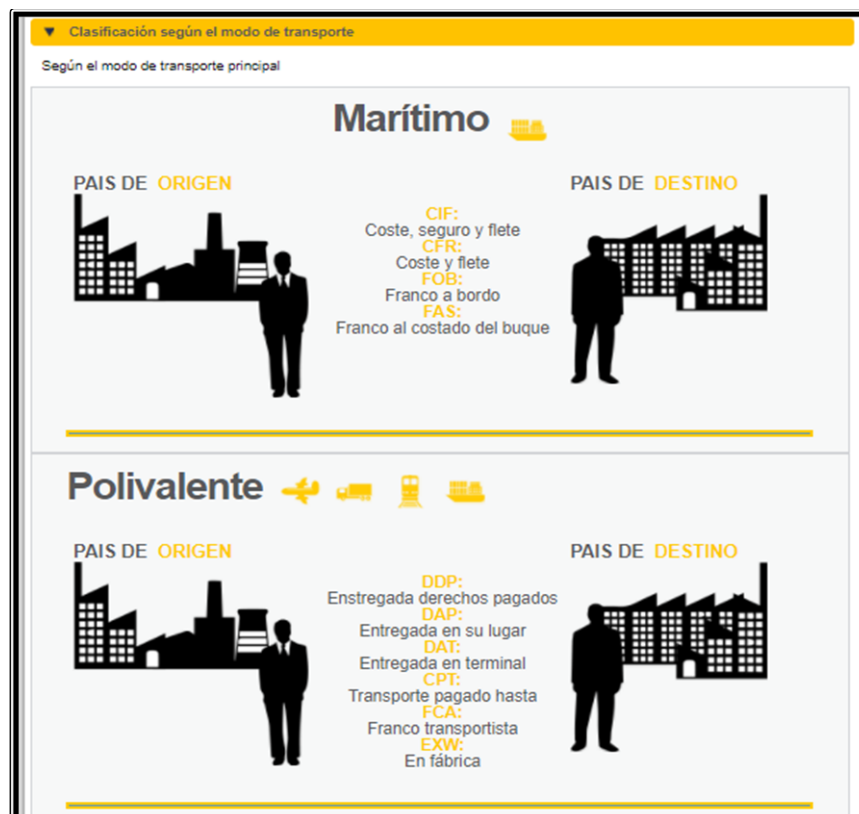 Clasificación según el modo de transporte
Según el modo de transporte principal
Marítimo
PAIS DE ORIGEN
PAIS DE DESTINO
CIF:
Coste, seguro y flete
CFR:
Coste y flete
FOB:
Franco a bordo
FAS:
Franco al costado del buque
Polivalente
PAIS DE ORIGEN
PAIS DE DESTINO
DDP:
Enstregada derechos pagados
DAP:
Entregada en su lugar
DAT:
Entregada en terminal
CPT:
Transporte pagado hasta
FCA:
Franco transportista
EXW:
En fábrica